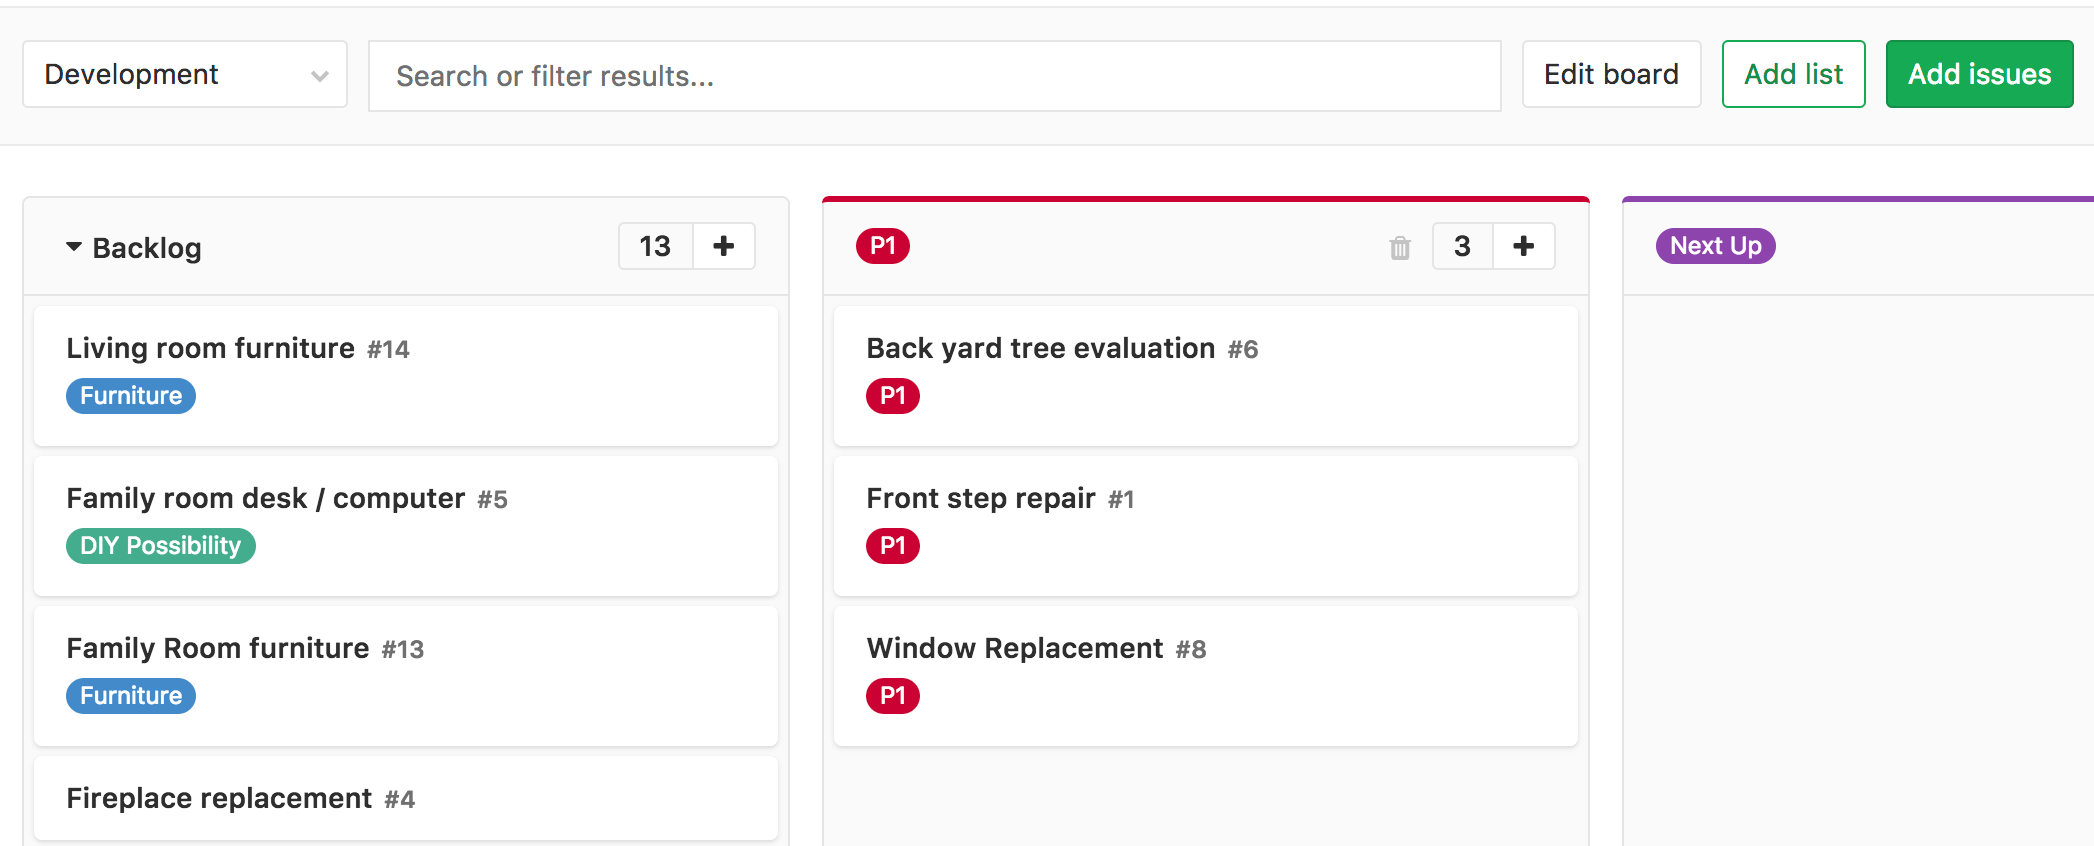 Development
Search or filter results...
Edit board
Add list
Add issues
Backlog
13
+
Living room furniture #14
Furniture
Family room desk / computer #5
DIY Possibility
Family Room furniture #13
Furniture
Fireplace replacement #4
P1
3
+
Back yard tree evaluation #6
P1
Front step repair #1
P1
Window Replacement #8
P1
Next Up